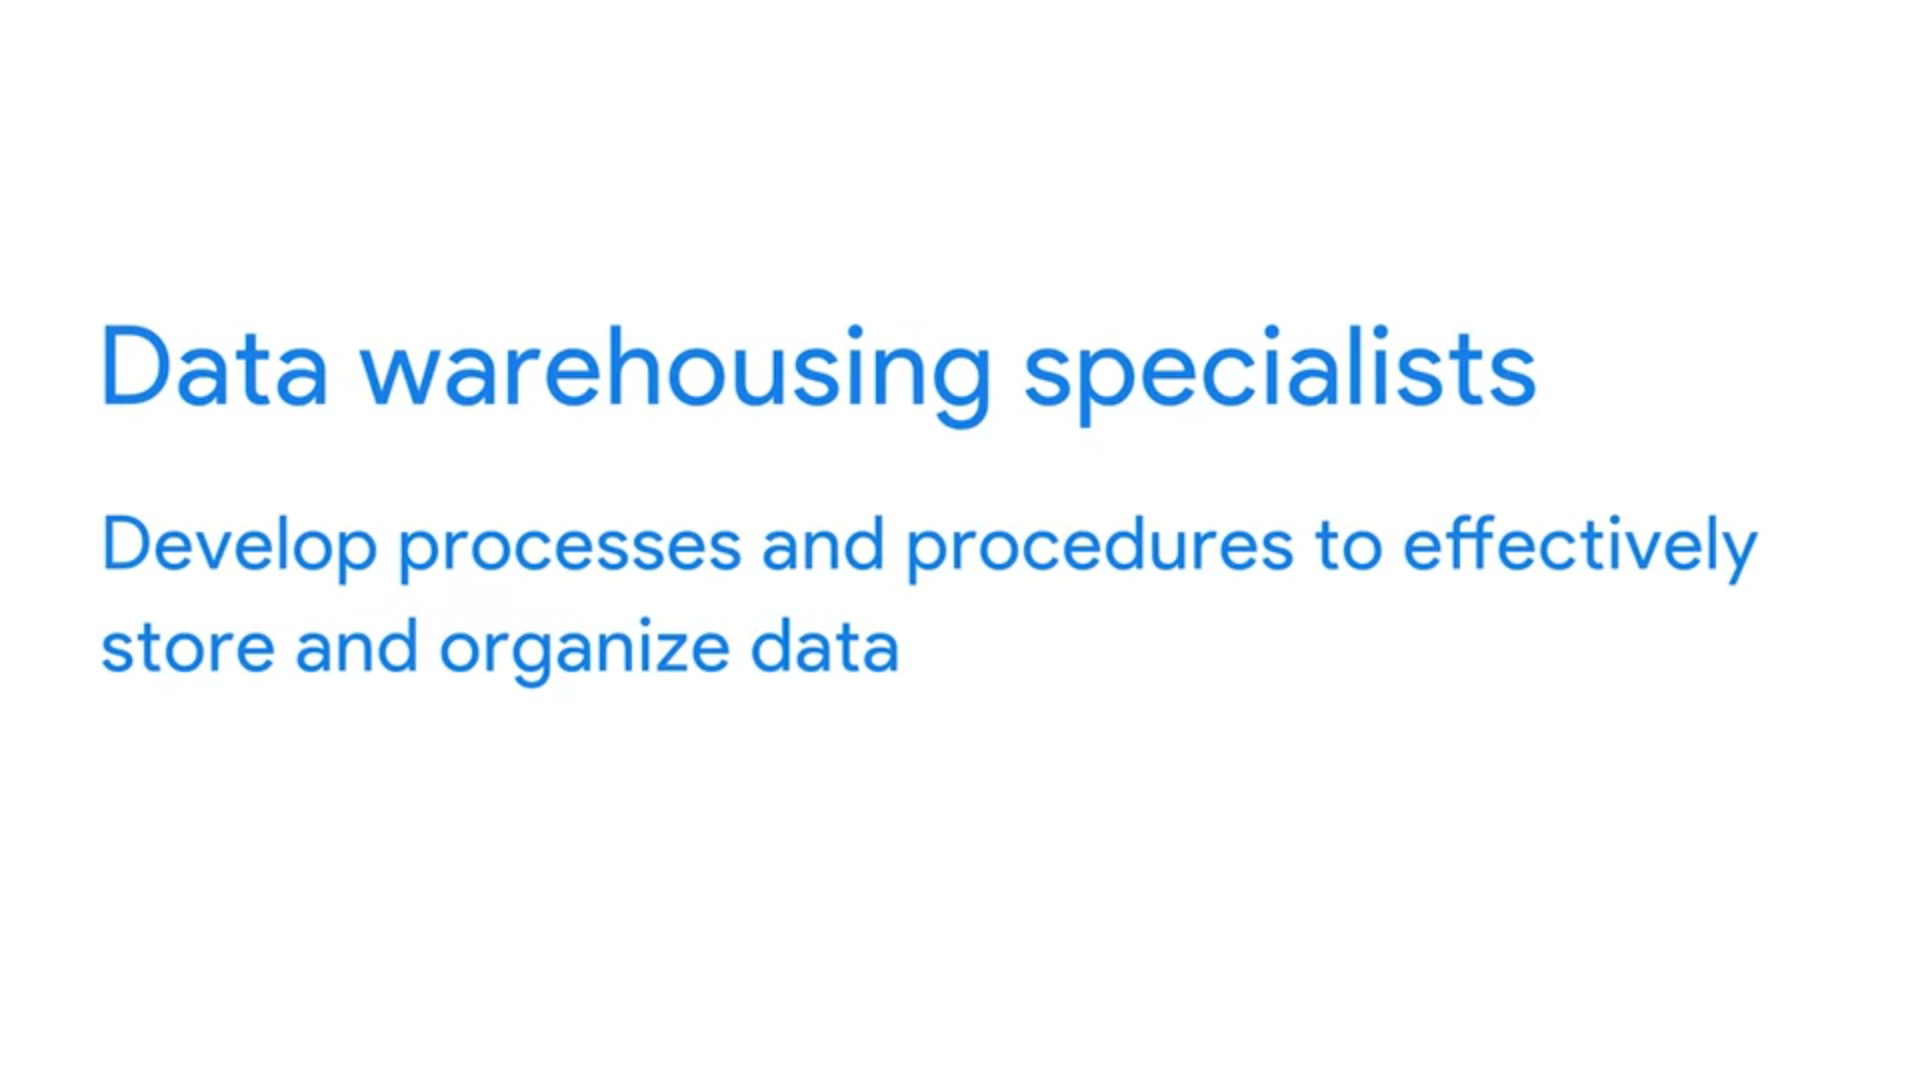 Data warehousing specialists
Develop processes and procedures to effectively
store and organize data